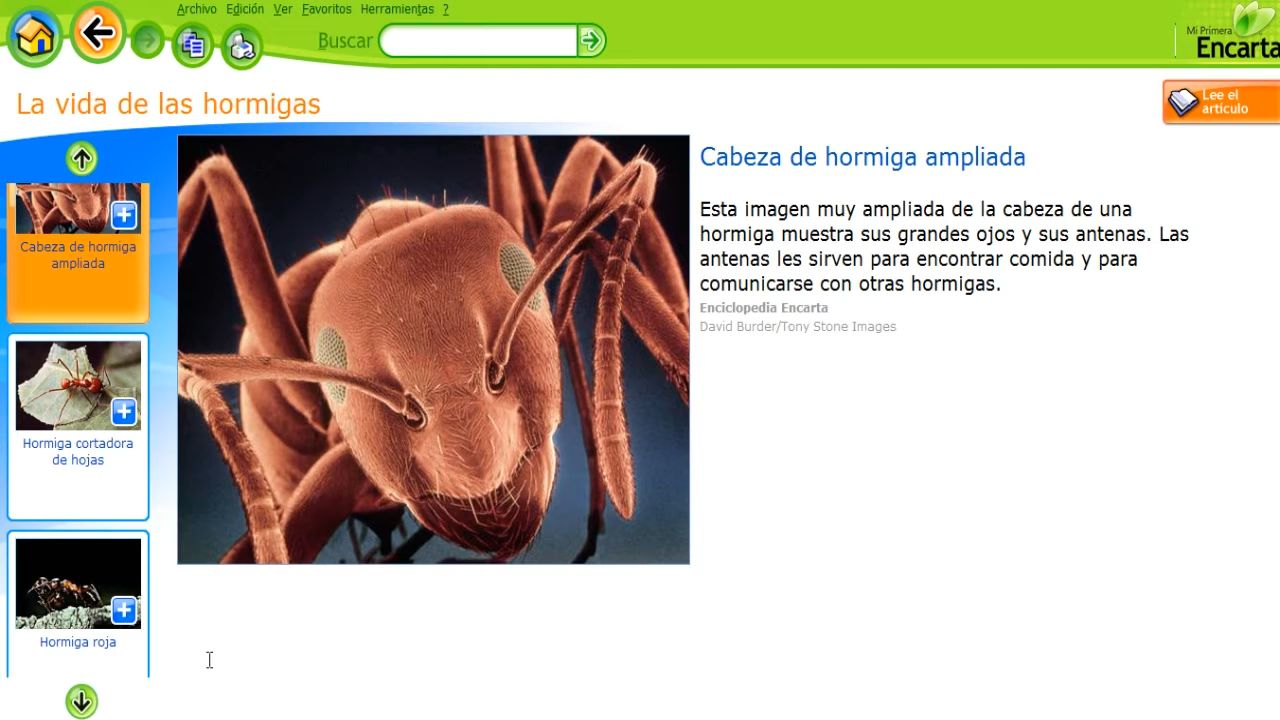 Archivo Edición Ver Favoritos Herramientas ?
Buscar
Mi Primera
Encarta
La vida de las hormigas
Lee el
artículo
Cabeza de hormiga
ampliada
Hormiga cortadora
de hojas
Hormiga roja
Cabeza de hormiga ampliada
Esta imagen muy ampliada de la cabeza de una
hormiga muestra sus grandes ojos y sus antenas. Las
antenas les sirven para encontrar comida y para
comunicarse con otras hormigas.
Enciclopedia Encarta
David Burder/Tony Stone Images